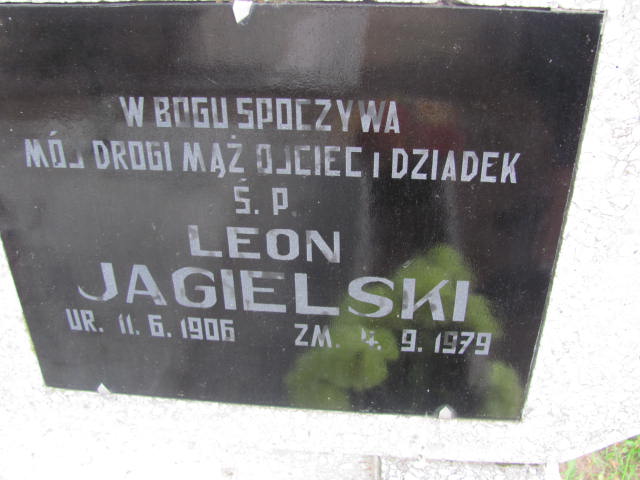 W BOGU SPOCZYWA
MÓJ DROGI MĄŻ OJCIEC I DZIADEK
Ś. P.
LEON
JAGIELSKI
UR. 11. 6. 1906 ZM. 4. 9. 1979